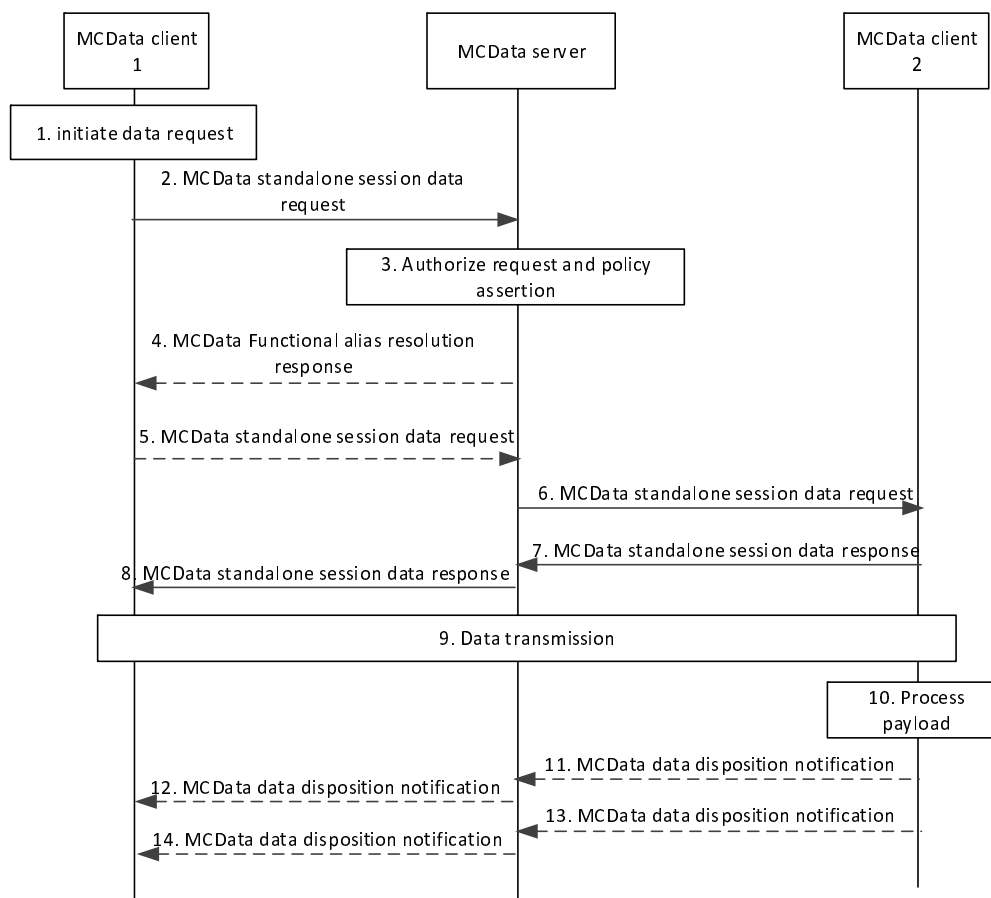 MCData client
1
MCData server
MCData client
2
1. initiate data request
2. MCData standalone session data
request
3. Authorize request and policy
assertion
4. MCData Functional alias resolution
response
5. MCData standalone session data request
6. MCData standalone session data request
7. MCData standalone session data response
8. MCData standalone session data response
9. Data transmission
10. Process
payload
11. MCData data disposition notification
12. MCData data disposition notification
13. MCData data disposition notification
14. MCData data disposition notification